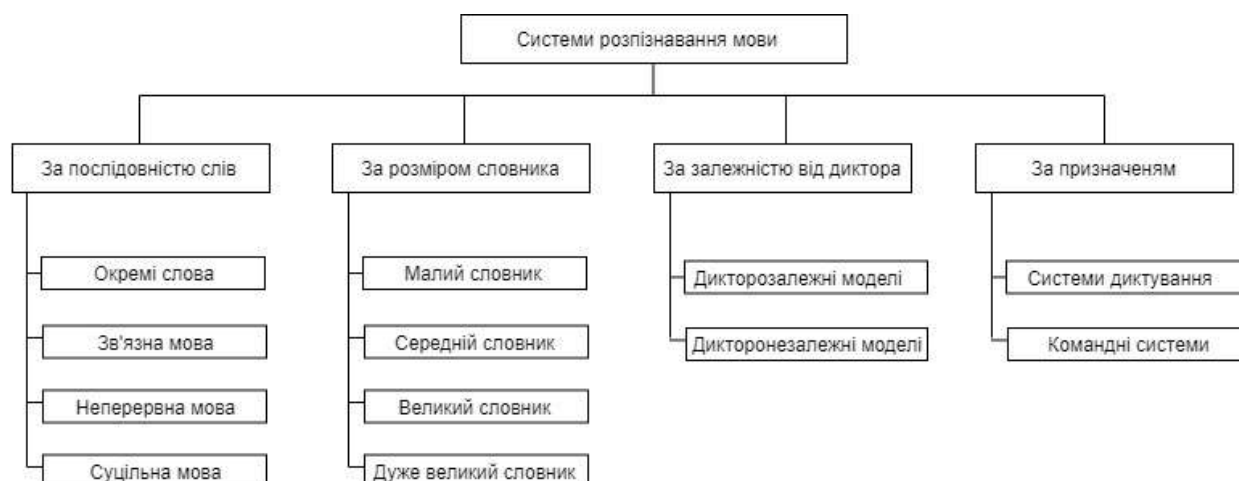 Системи розпізнавання мови
За послідовністю слів
За розміром словника
За залежністю від диктора
За призначеням
Окремі слова
Малий словник
Дикторозалежні моделі
Системи диктування
Зв'язна мова
Середній словник
Дикторонезалежні моделі
Командні системи
Неперервна мова
Великий словник
Суцільна мова
Дуже великий словник